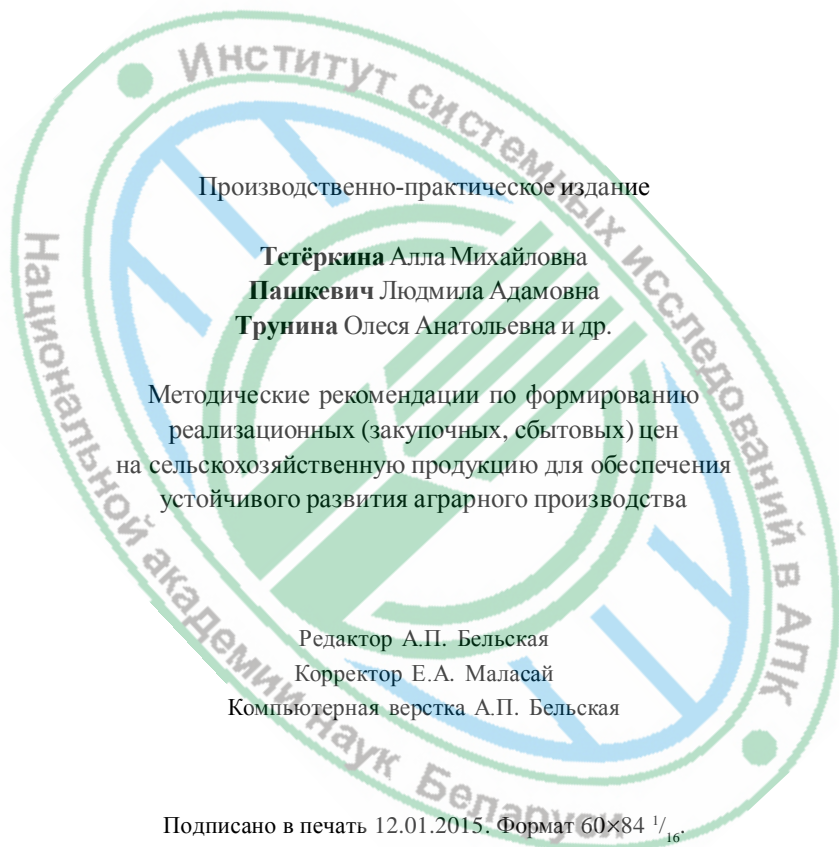 Институт системных исследований в АПК
Национальной академии наук Беларуси
Производственно-практическое издание
Тетёркина Алла Михайловна
Пашкевич Людмила Адамовна
Трунина Олеся Анатольевна и др.
Методические рекомендации по формированию
реализационных (закупочных, сбытовых) цен
на сельскохозяйственную продукцию для обеспечения
устойчивого развития аграрного производства
Редактор А.П. Бельская
Корректор Е.А. Маласай
Компьютерная верстка А.П. Бельская
Подписано в печать 12.01.2015. Формат 60×84 1/16.